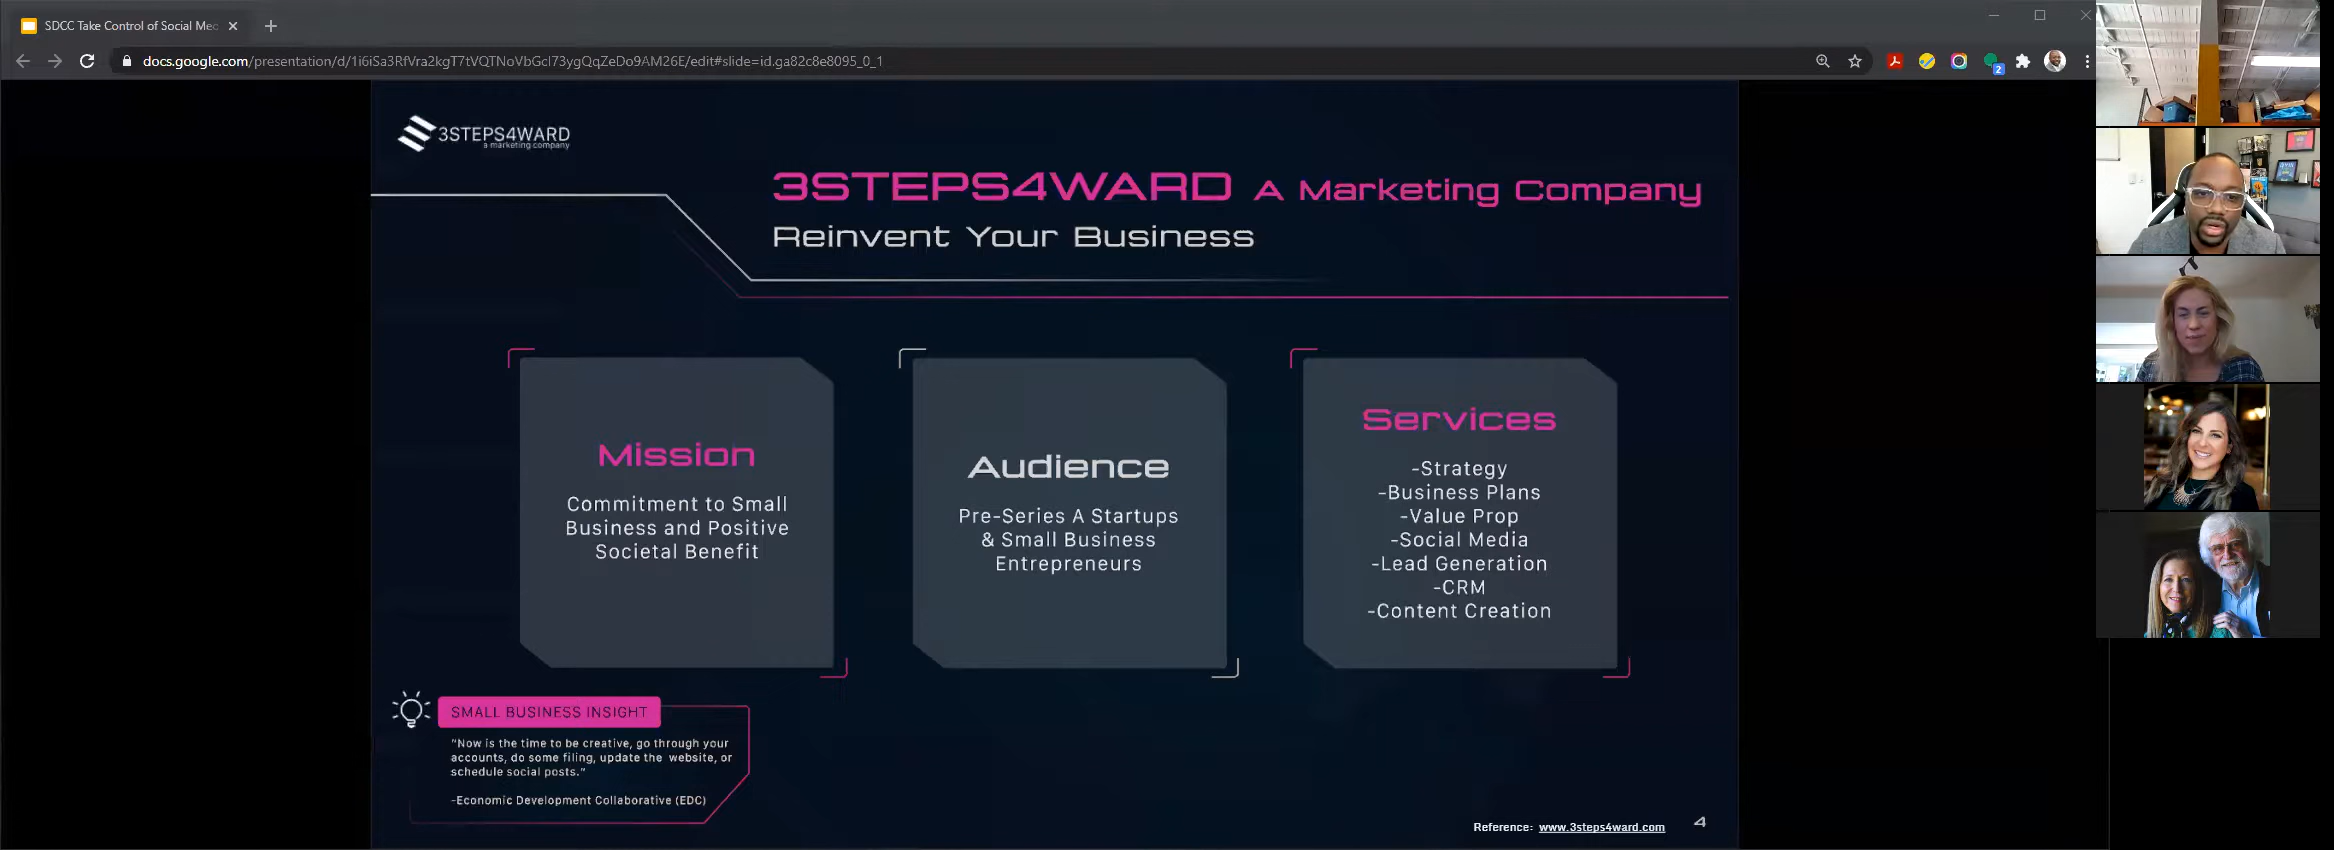 SDCC Take Control of Social Med
docs.google.com/presentation/d/1i6iSa3RfVra2kgT7tVQTNoVbGcI73ygQqZeDo9AM26E/edit#slide=id.ga82c8e8095_0_1
2
3STEPS4WARD
a marketing company
3STEPS4WARD A Marketing Company
Reinvent Your Business
Mission
Commitment to Small
Business and Positive
Societal Benefit
Audience
Pre-Series A Startups
& Small Business
Entrepreneurs
Services
-Strategy
-Business Plans
-Value Prop
-Social Media
-Lead Generation
-CRM
-Content Creation
SMALL BUSINESS INSIGHT
"Now is the time to be creative, go through your
accounts, do some filing, update the website, or
schedule social posts."
-Economic Development Collaborative (EDC)
Reference: www.3steps4ward.com
4